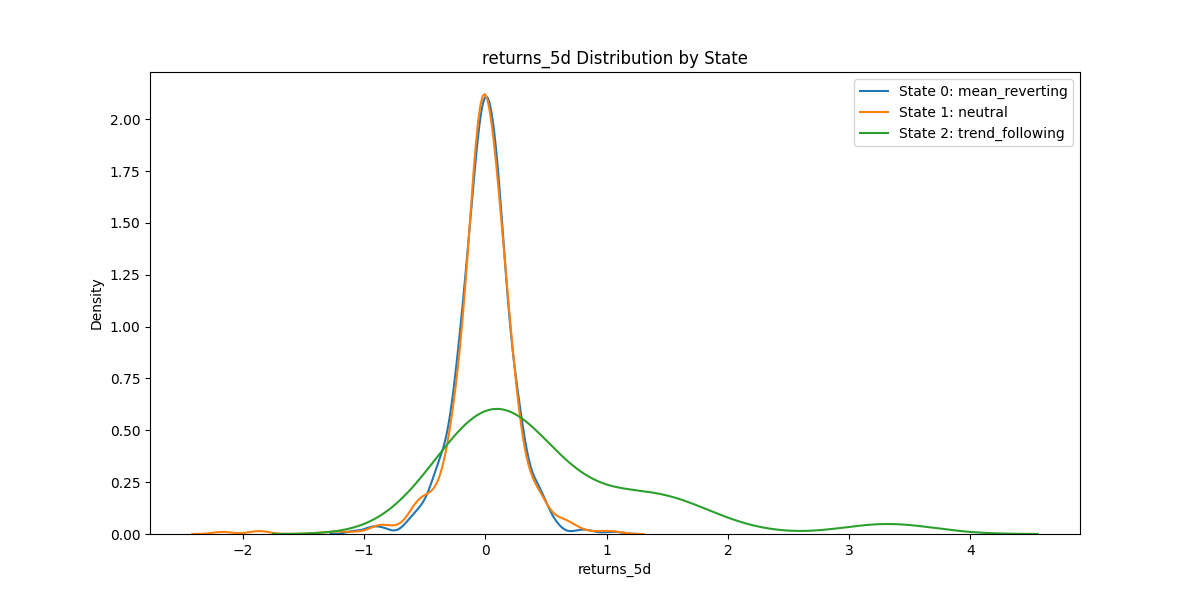 returns_5d Distribution by State
State 0: mean_reverting
State 1: neutral
State 2: trend_following
Density
2.00
1.75
1.50
1.25
1.00
0.75
0.50
0.25
0.00
−2
−1
0
1
2
3
4
returns_5d